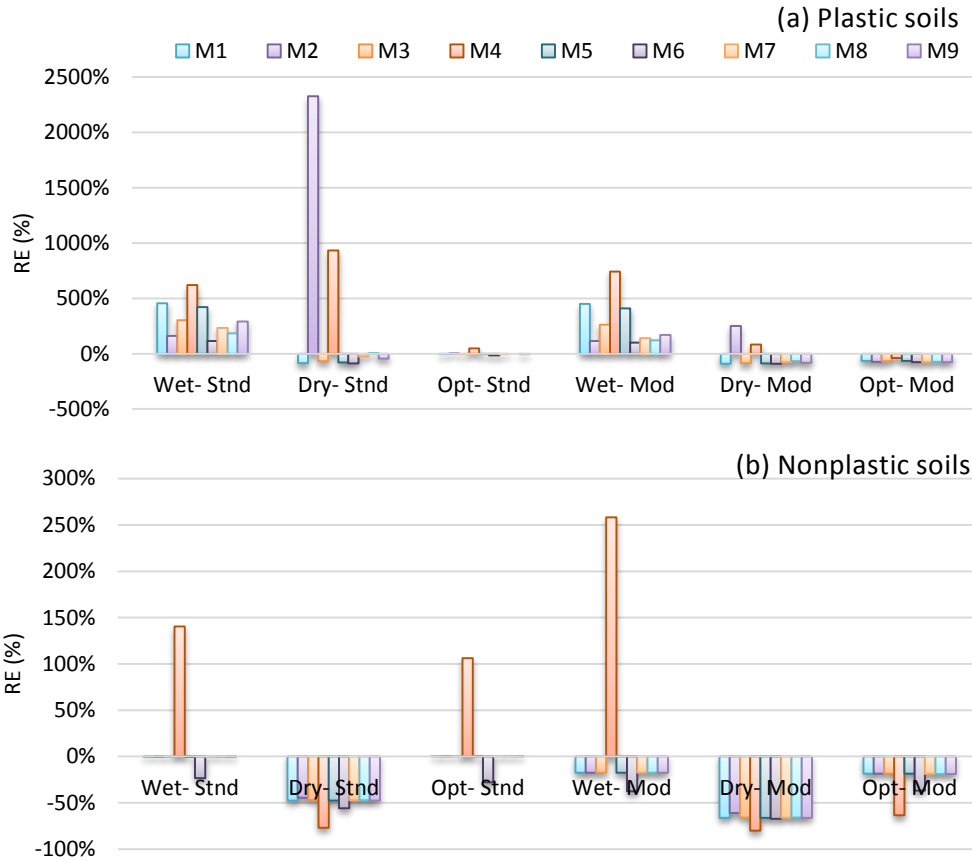 (a) Plastic soils
M1 M2 M3 M4 M5 M6 M7 M8 M9
2500%
2000%
1500%
1000%
500%
0%
-500%
RE (%)
Wet- Stnd Dry- Stnd Opt- Stnd Wet- Mod Dry- Mod Opt- Mod
(b) Nonplastic soils
300%
250%
200%
150%
100%
50%
0%
-50%
-100%
RE (%)
Wet- Stnd Dry- Stnd Opt- Stnd Wet- Mod Dry- Mod Opt- Mod